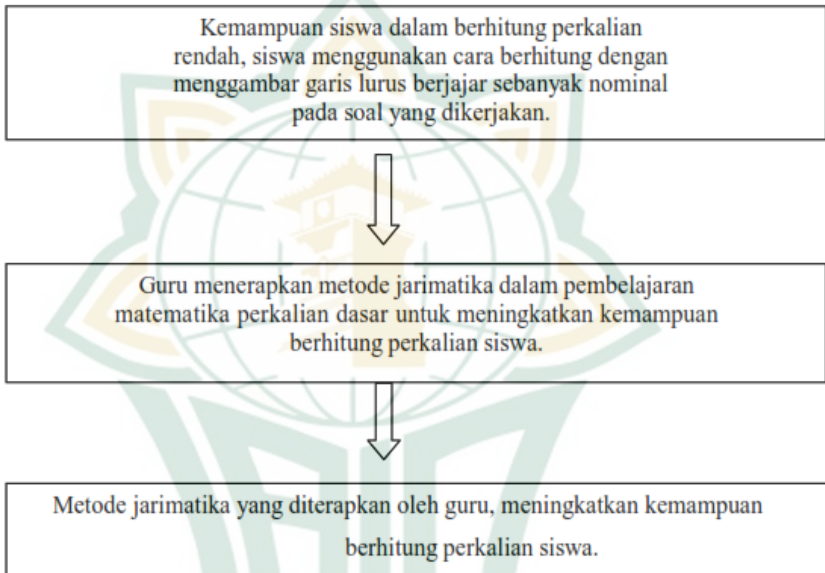 Kemampuan siswa dalam berhitung perkalian
rendah, siswa menggunakan cara berhitung dengan
menggambar garis lurus berjajar sebanyak nominal
pada soal yang dikerjakan.
Guru menerapkan metode jarimatika dalam pembelajaran
matematika perkalian dasar untuk meningkatkan kemampuan
berhitung perkalian siswa.
Metode jarimatika yang diterapkan oleh guru, meningkatkan kemampuan
berhitung perkalian siswa.